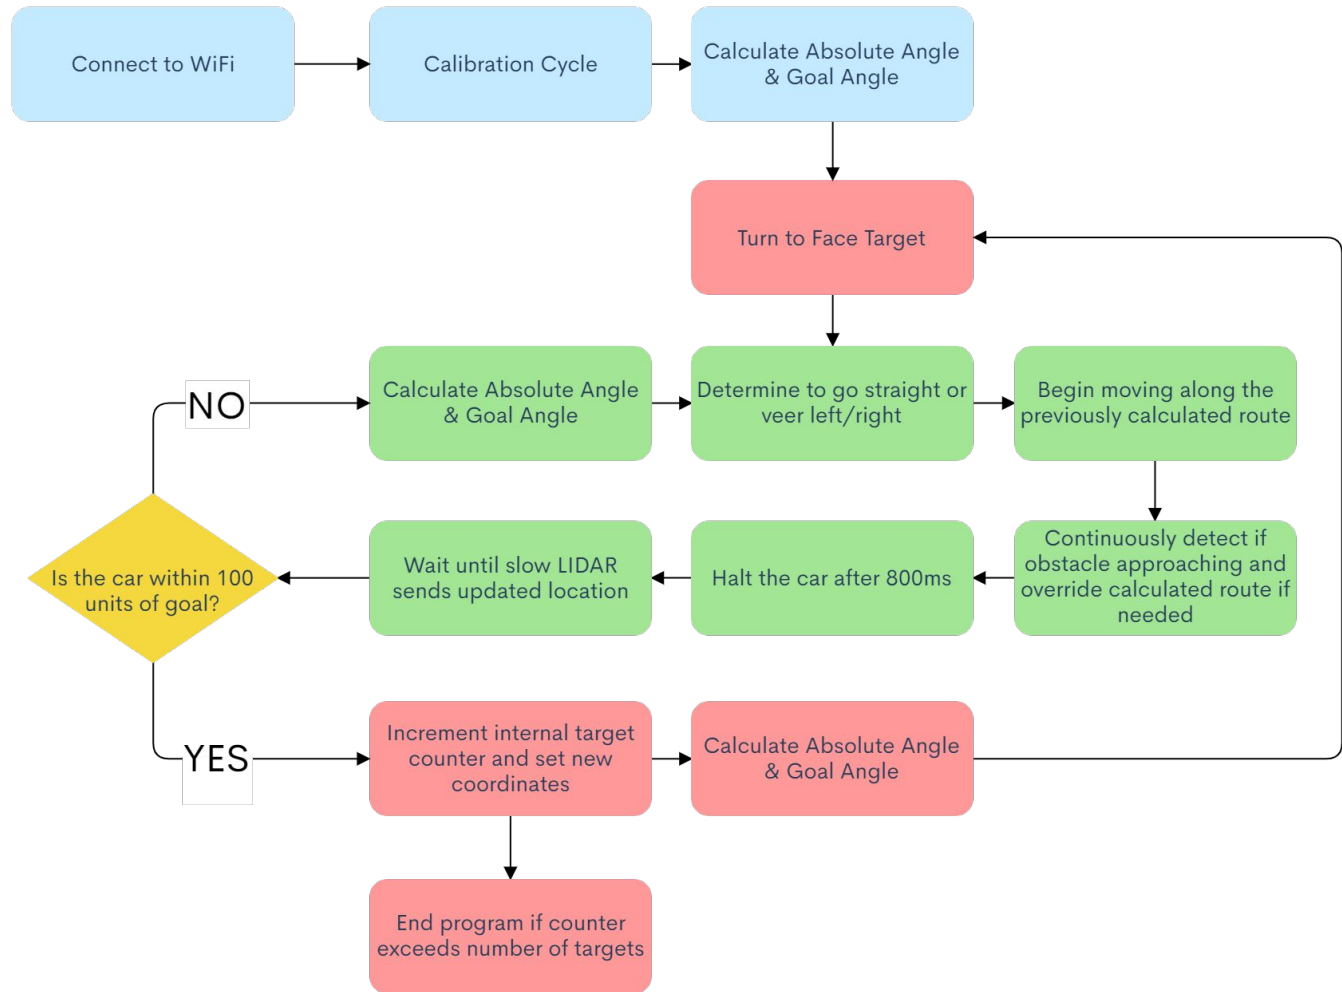 Connect to WiFi
Calibration Cycle
Calculate Absolute Angle
& Goal Angle
Turn to Face Target
NO
Calculate Absolute Angle
& Goal Angle
Determine to go straight or
veer left/right
Begin moving along the
previously calculated route
Is the car within 100
units of goal?
Wait until slow LIDAR
sends updated location
Halt the car after 800ms
Continuously detect if
obstacle approaching and
override calculated route if
needed
YES
Increment internal target
counter and set new
coordinates
Calculate Absolute Angle
& Goal Angle
End program if counter
exceeds number of targets